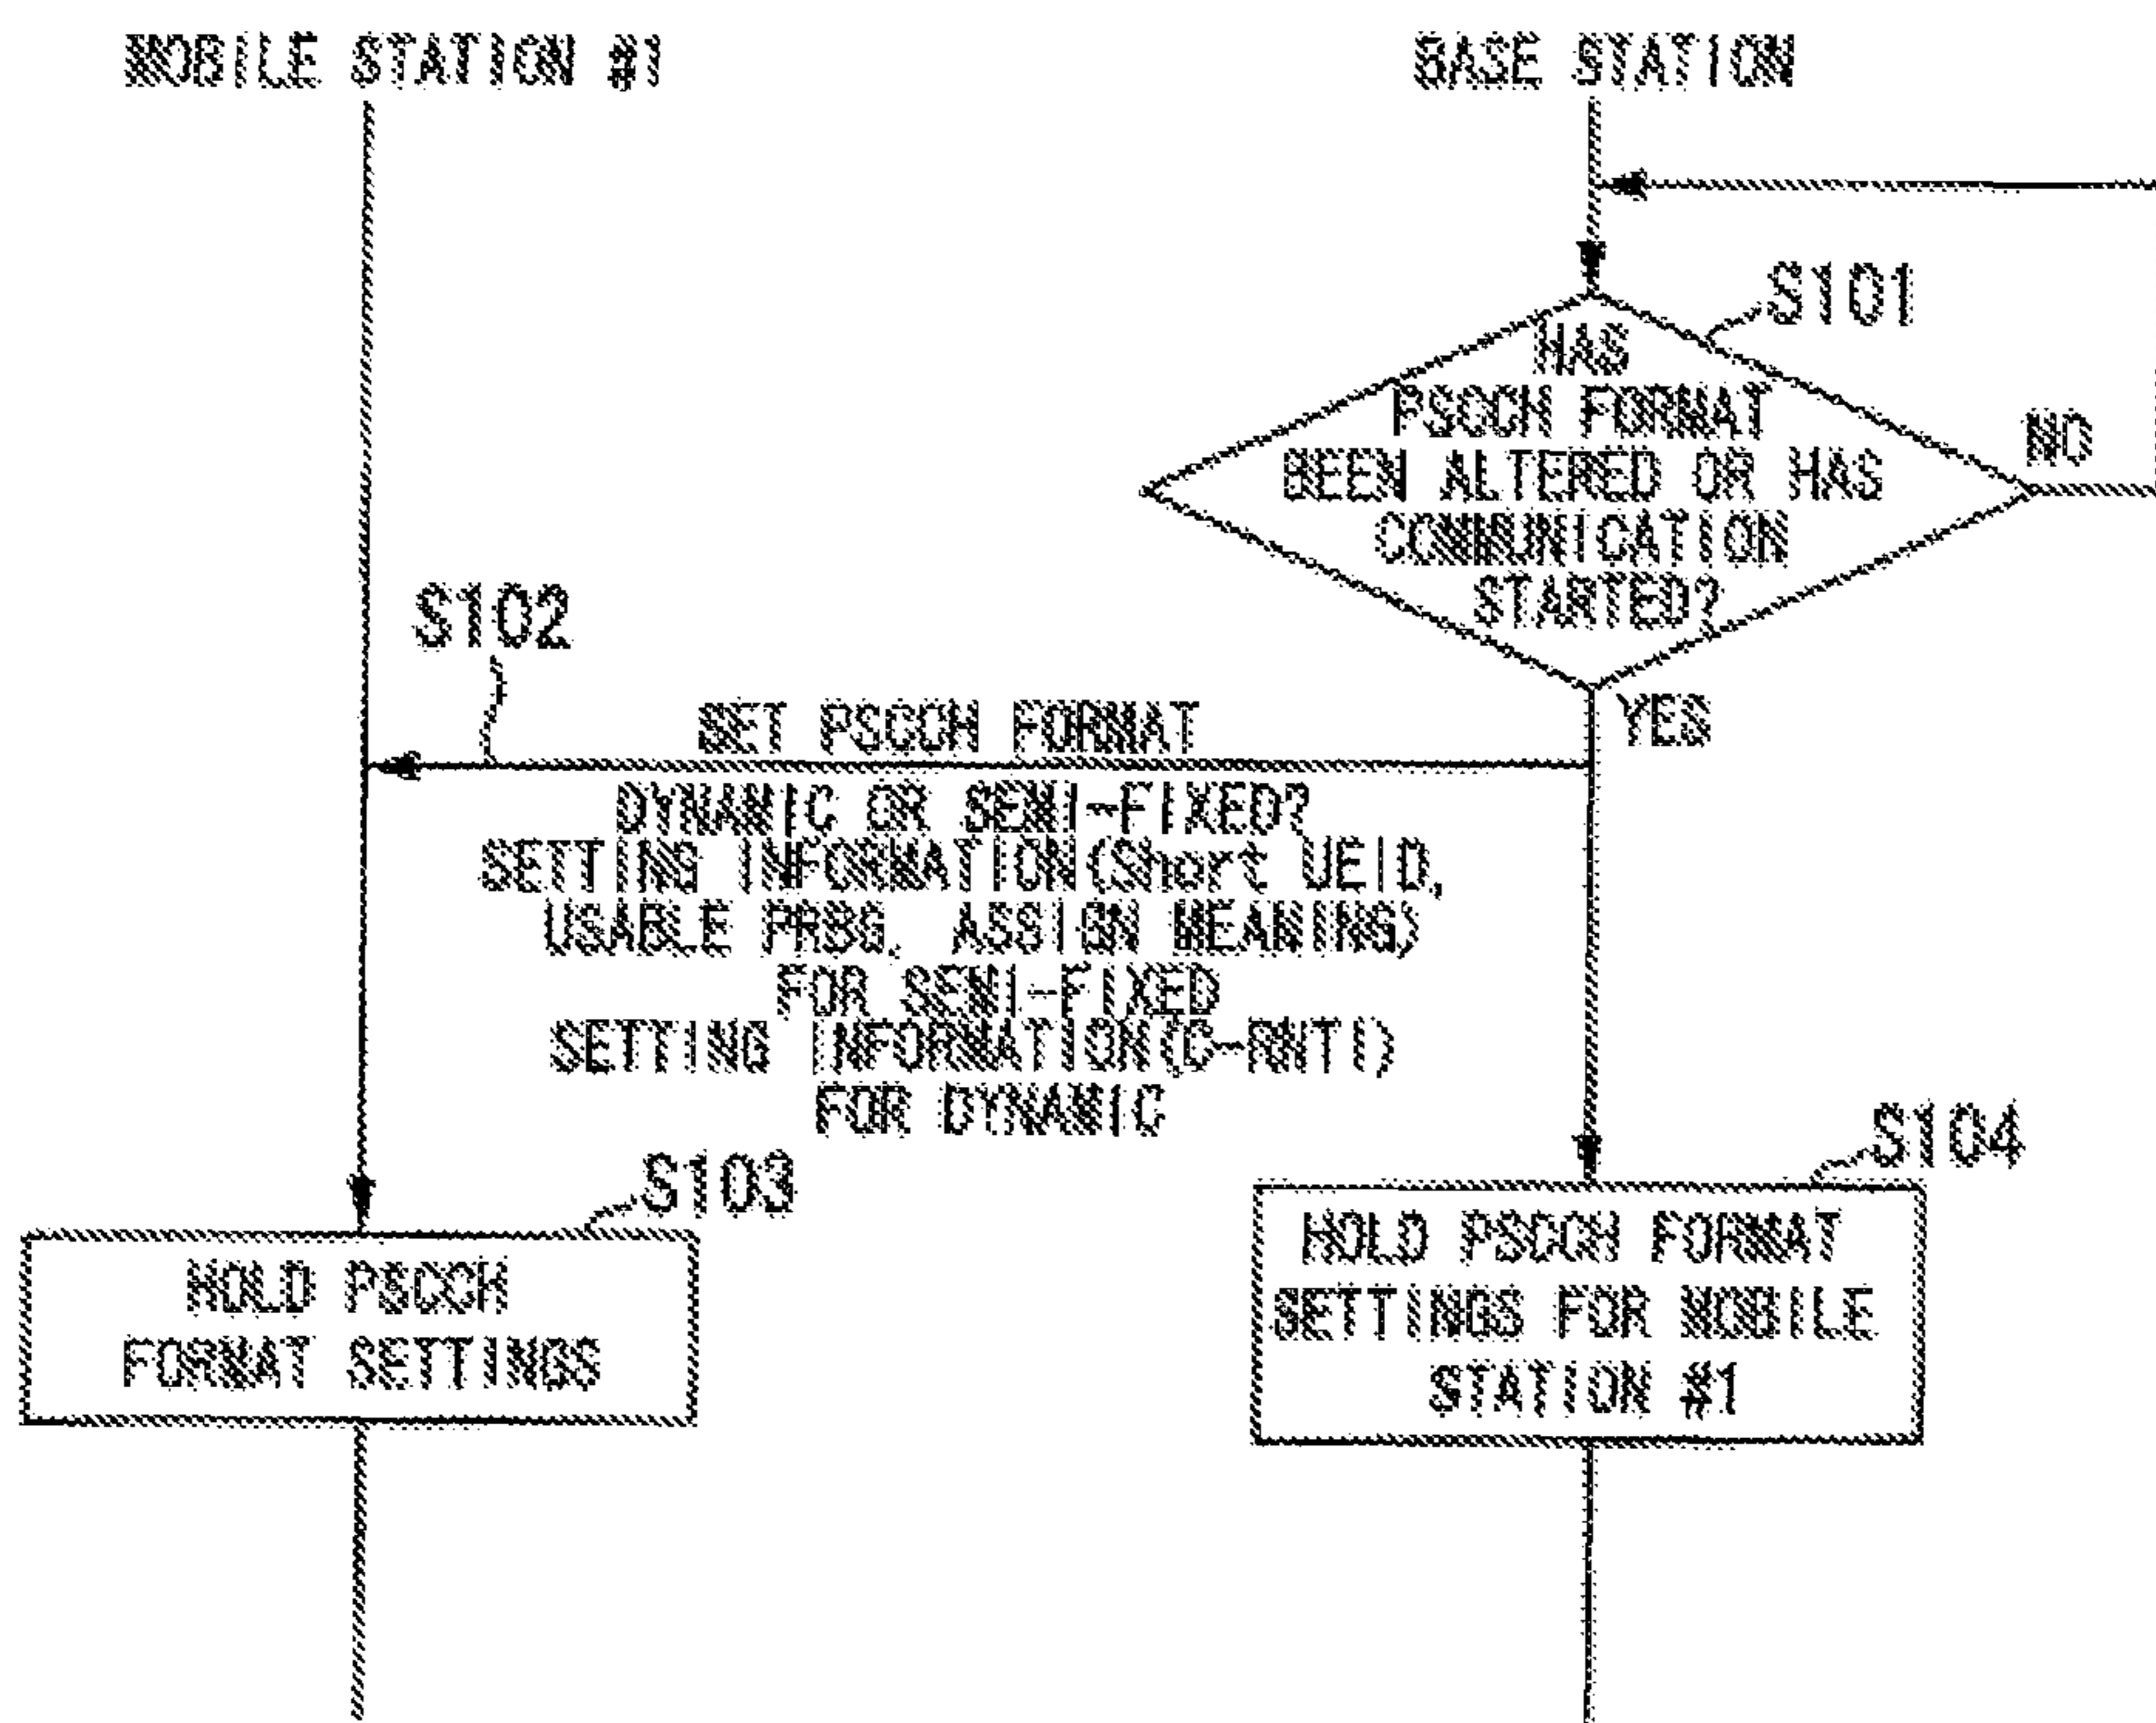 MOBILE STATION #1
BASE STATION
S101
HAS
PSCCH FORMAT
BEEN ALTERED OR HAS
COMMUNICATION
STARTED?
NO
YES
S102
SET PSCCH FORMAT
DYNAMIC OR SEMI-FIXED?
SETTING INFORMATION(Short UEID,
USABLE PRBG, ASSIGN MEANING)
FOR SEMI-FIXED
SETTING INFORMATION(C-RNTI)
FOR DYNAMIC
S103
HOLD PSCCH
FORMAT SETTINGS
S104
HOLD PSCCH FORMAT
SETTINGS FOR MOBILE
STATION #1